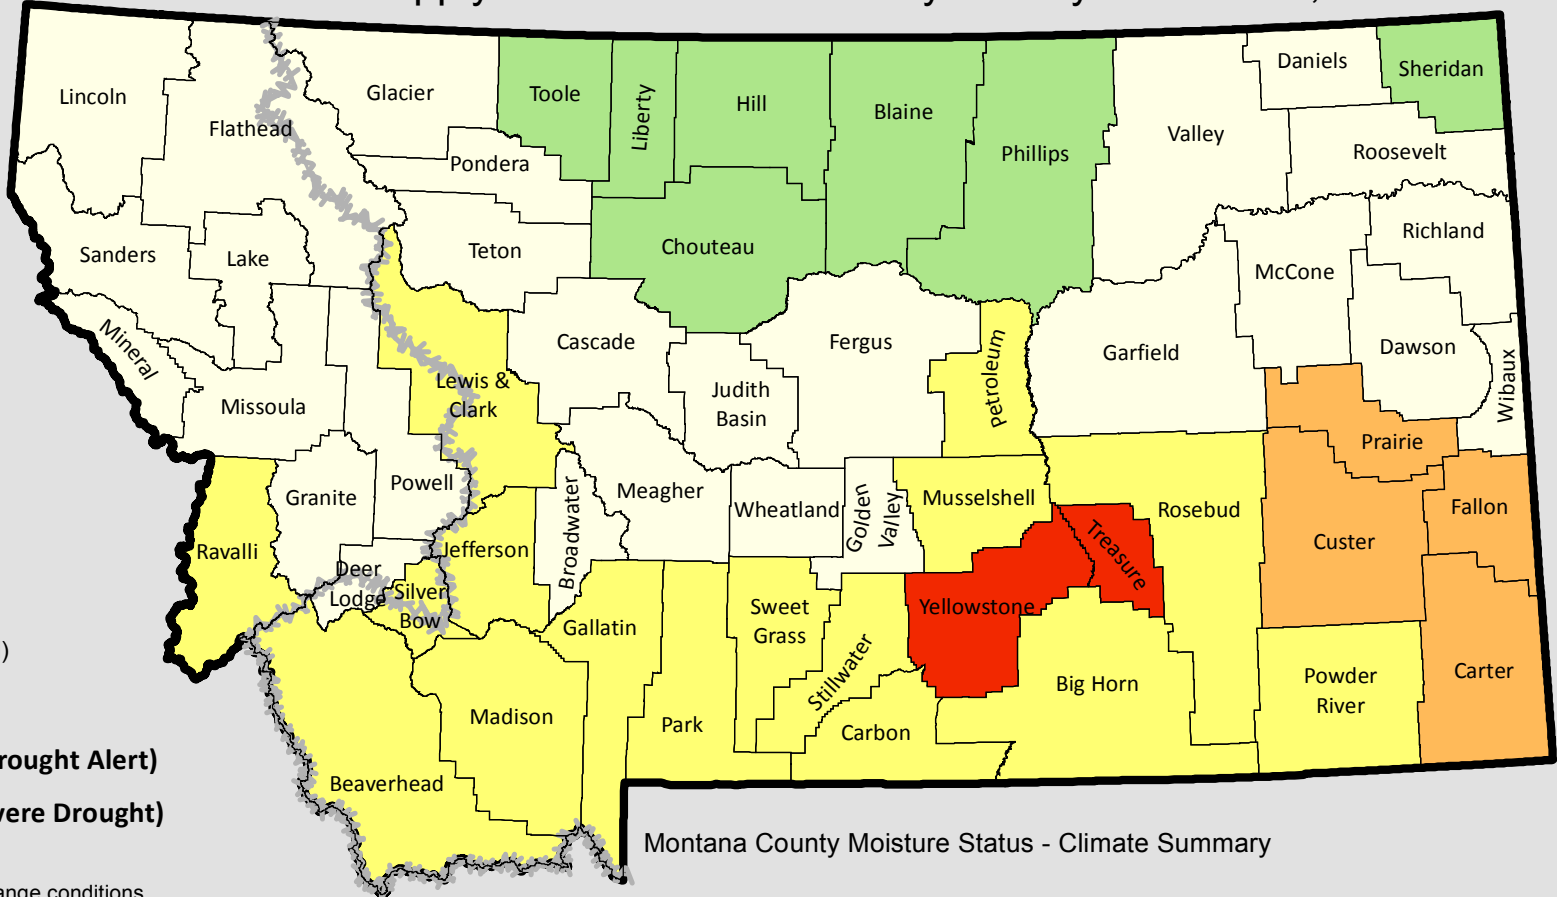 Lincoln
Flathead
Glacier
Toole
Liberty
Hill
Blaine
Phillips
Valley
Daniels
Sheridan
Roosevelt
Pondera
Teton
Chouteau
Sanders
Lake
Mineral
Missoula
Lewis &
Clark
Cascade
Judith
Basin
Fergus
Petroleum
Garfield
McCone
Richland
Dawson
Wibaux
Prairie
Ravalli
Granite
Powell
Deer
Lodge
Silver
Bow
Jefferson
Broadwater
Meagher
Wheatland
Golden
Valley
Musselshell
Rosebud
Treasure
Yellowstone
Custer
Fallon
Carter
Powder
River
Big Horn
Carbon
Stillwater
Sweet
Grass
Park
Gallatin
Madison
Beaverhead
)
rought Alert)
vere Drought)
ange conditions
Montana County Moisture Status - Climate Summary